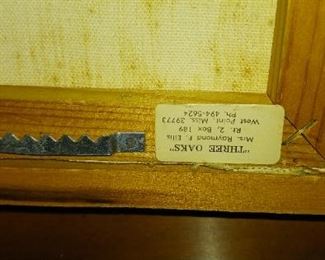 "THREE OAKS"
Mrs. Raymond F. Ellis
Rt. 2, Box 189
West Point, Miss. 39773
Ph. 494-5624